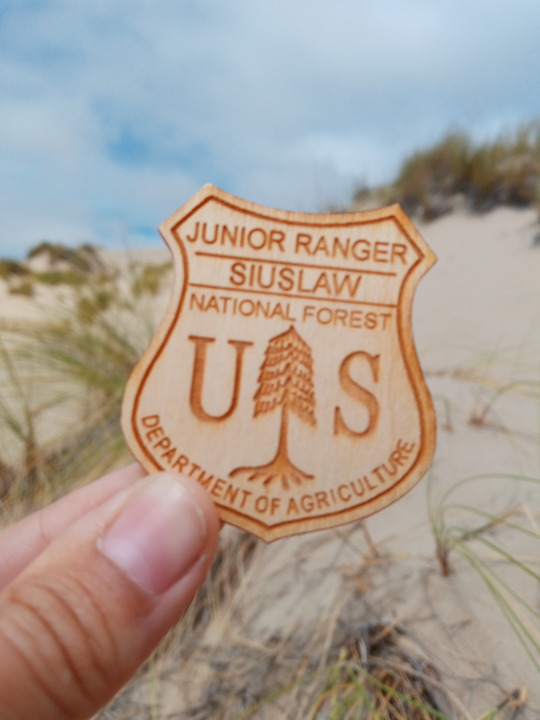 JUNIOR RANGER
SIUSLAW
NATIONAL FOREST
U S
DEPARTMENT OF AGRICULTURE